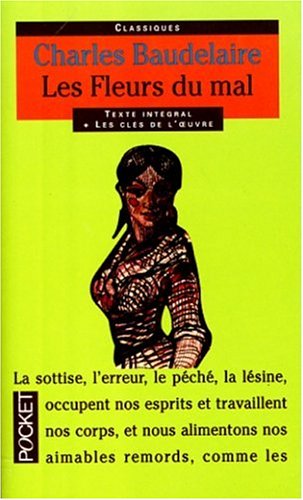 CLASSIQUES
Charles Baudelaire
Les Fleurs du mal
TEXTE INTÉGRAL
+ LES CLÉS DE L'ŒUVRE
La sottise, l'erreur, le péché, la lésine,
occupent nos esprits et travaillent
nos corps, et nous alimentons nos
aimables remords, comme les
POCKET